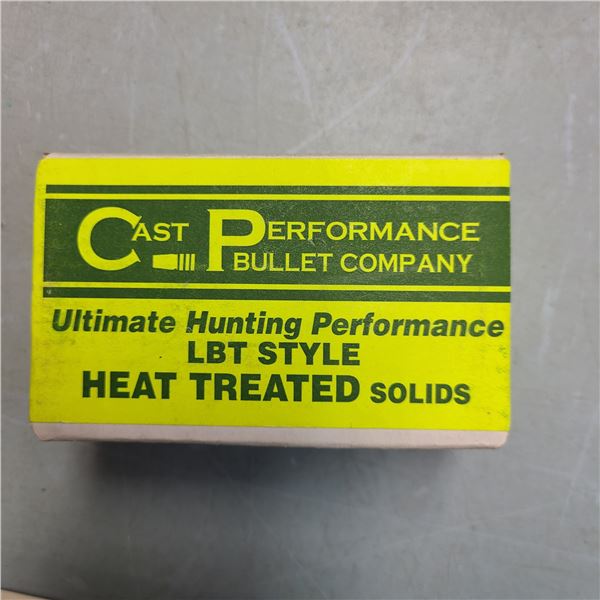 CAST PERFORMANCE
BULLET COMPANY
Ultimate Hunting Performance
LBT STYLE
HEAT TREATED SOLIDS